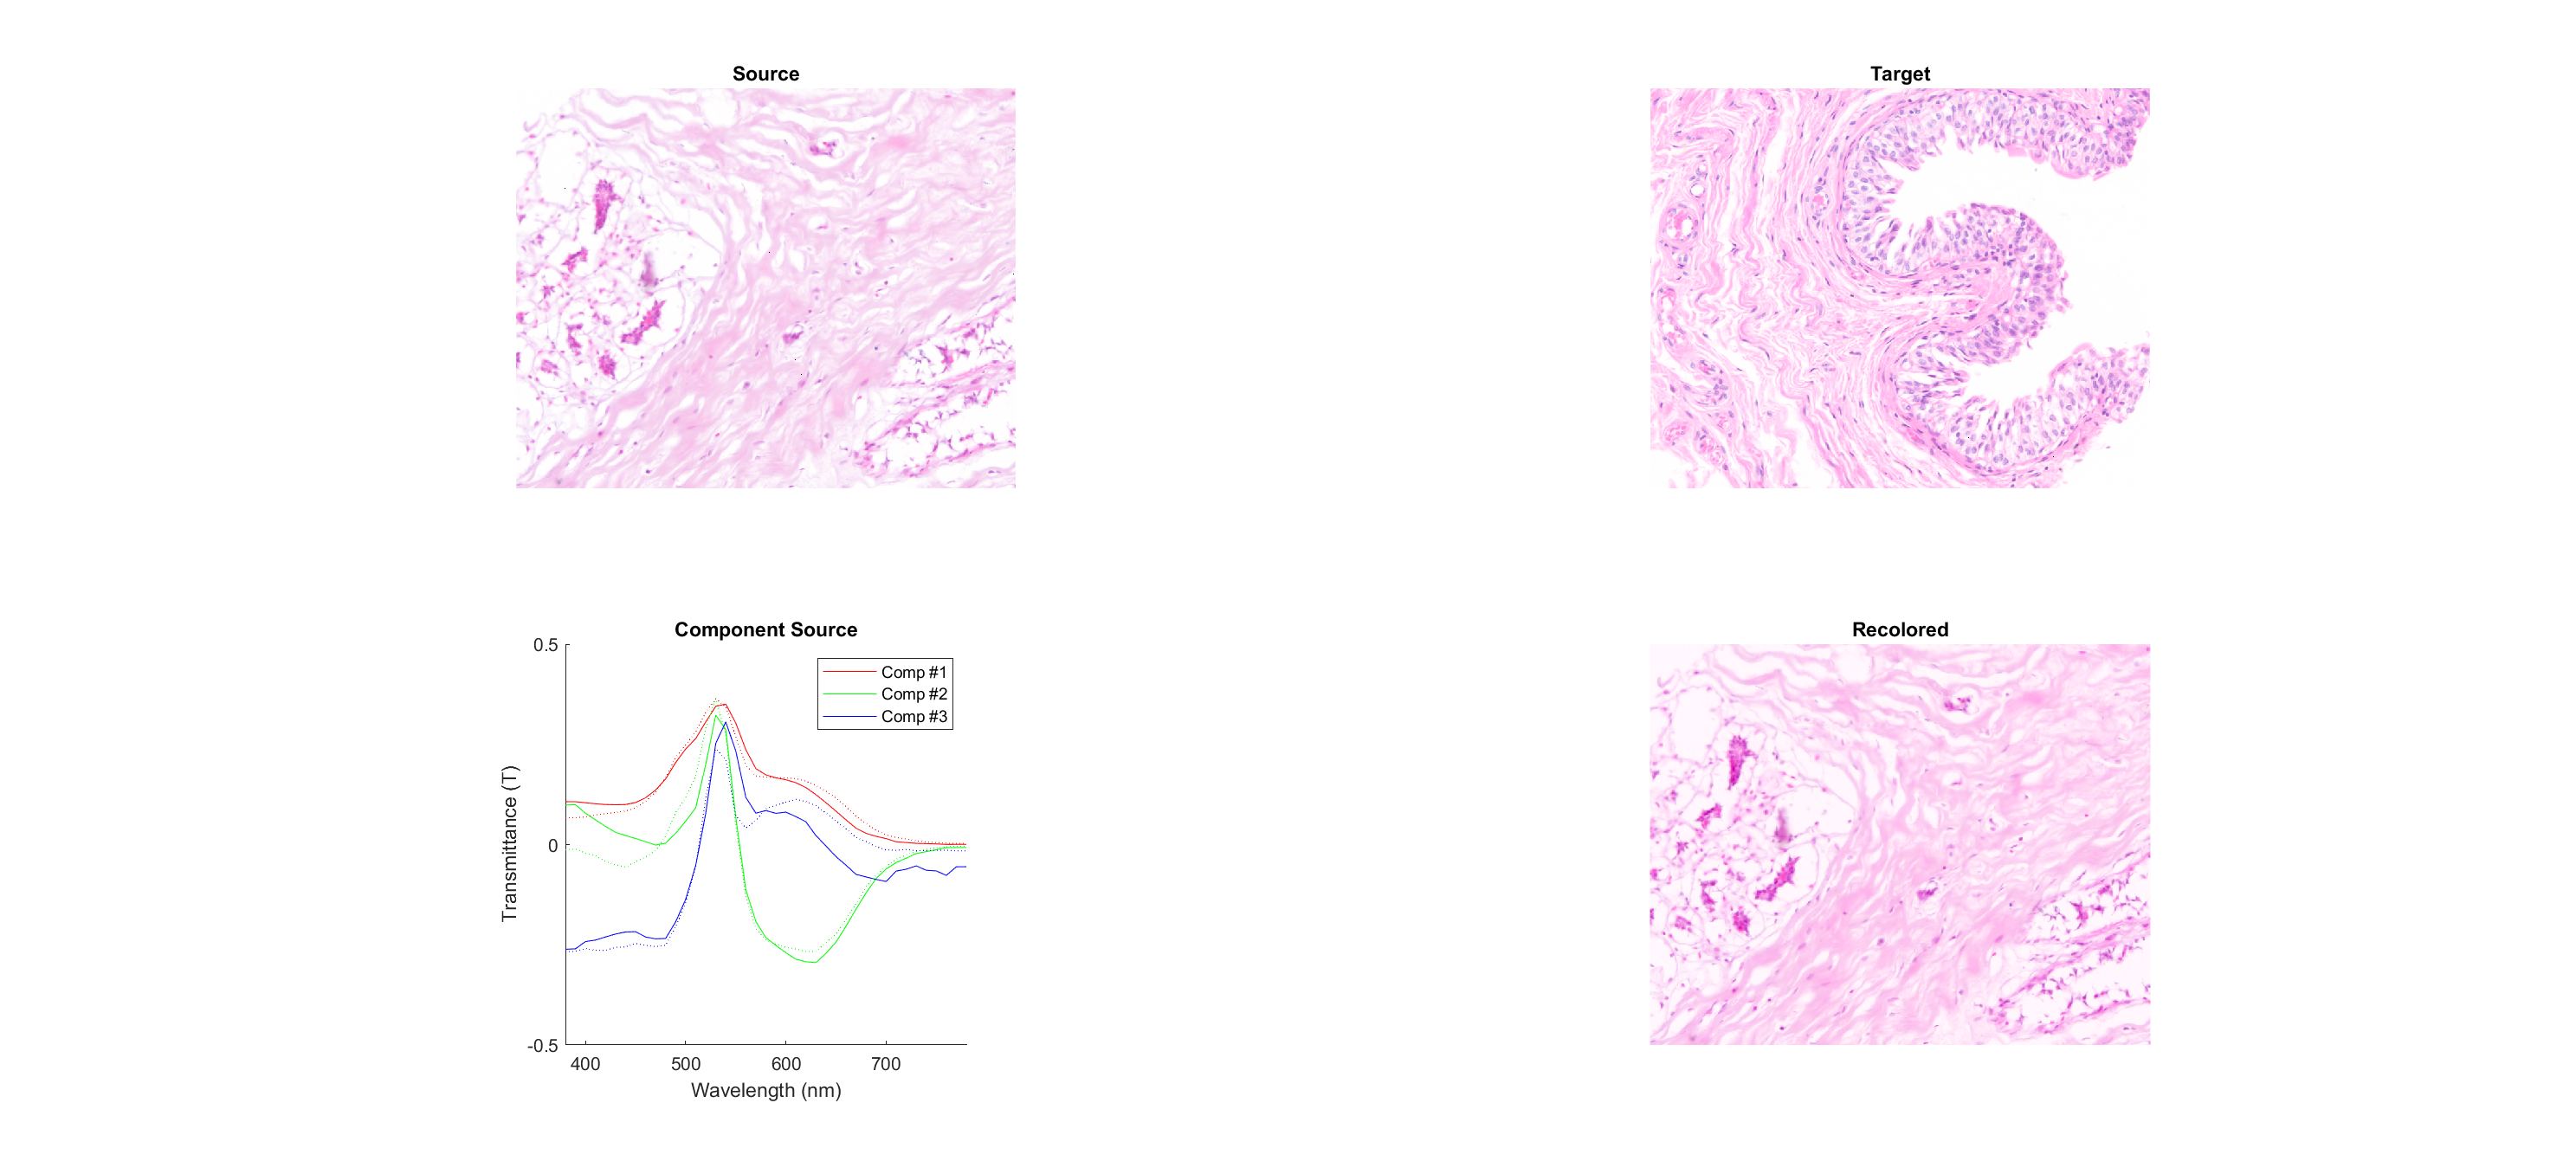 Source
Target
Component Source
0.5
0
-0.5
Transmittance (T)
400 500 600 700
Wavelength (nm)
Comp #1
Comp #2
Comp #3
Recolored